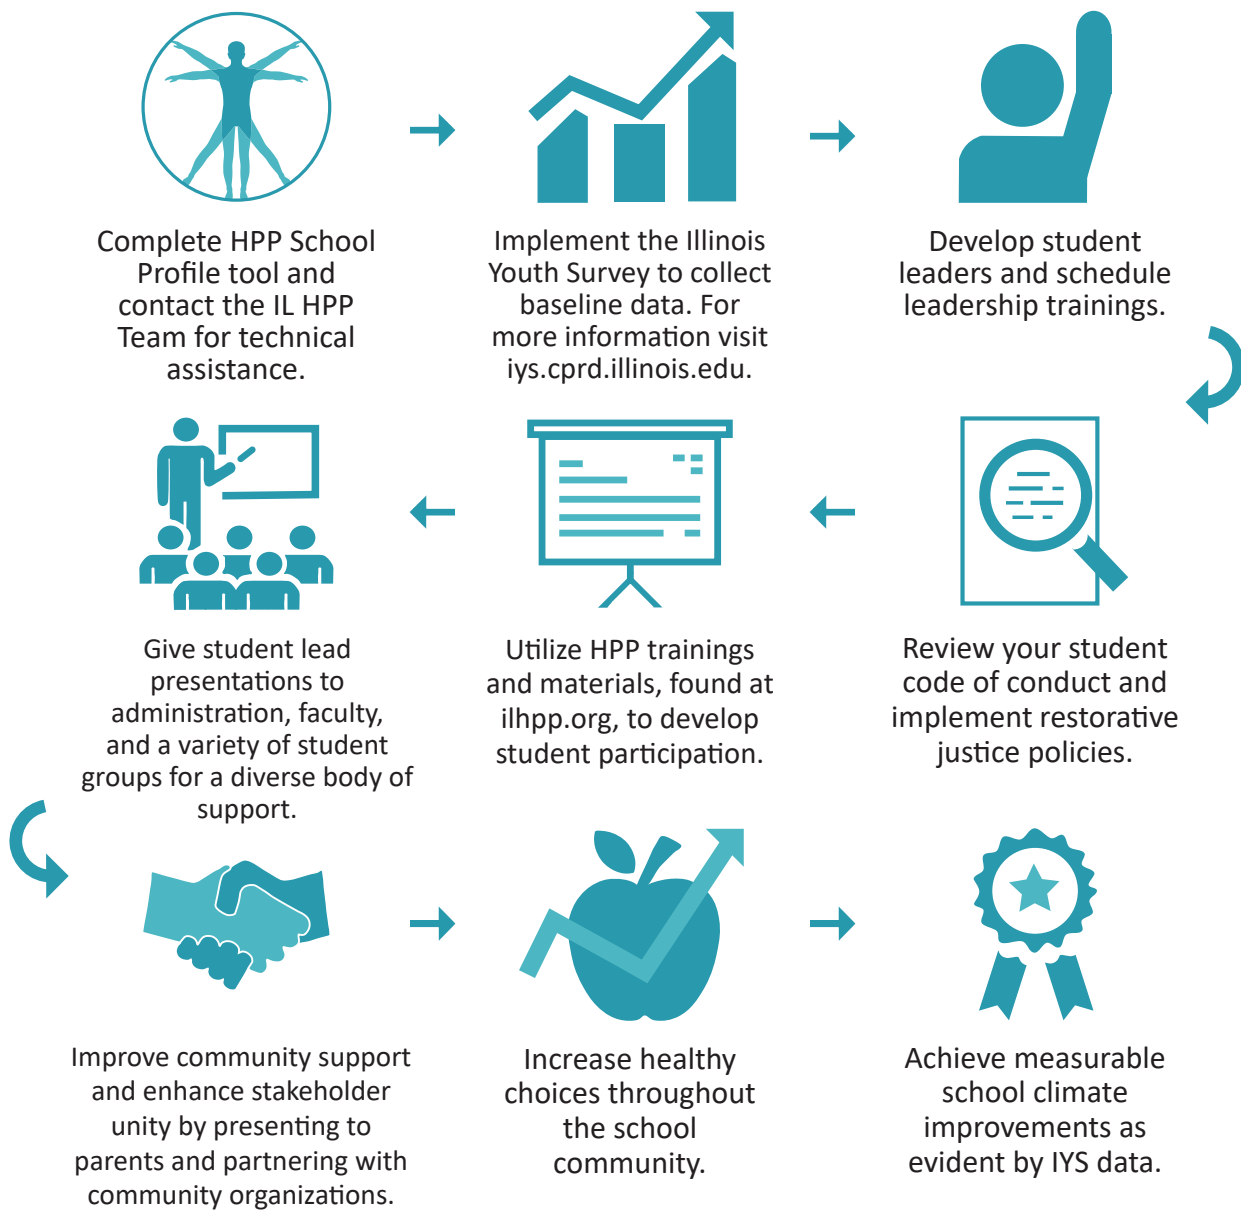 Complete HPP School
Profile tool and
contact the IL HPP
Team for technical
assistance.
Implement the Illinois
Youth Survey to collect
baseline data. For
more information visit
iys.cprd.illinois.edu.
Develop student
leaders and schedule
leadership trainings.
Review your student
code of conduct and
implement restorative
justice policies.
Utilize HPP trainings
and materials, found at
ilhpp.org, to develop
student participation.
Give student lead
presentations to
administration, faculty,
and a variety of student
groups for a diverse body of
support.
Improve community support
and enhance stakeholder
unity by presenting to
parents and partnering with
community organizations.
Increase healthy
choices throughout
the school
community.
Achieve measurable
school climate
improvements as
evident by IYS data.